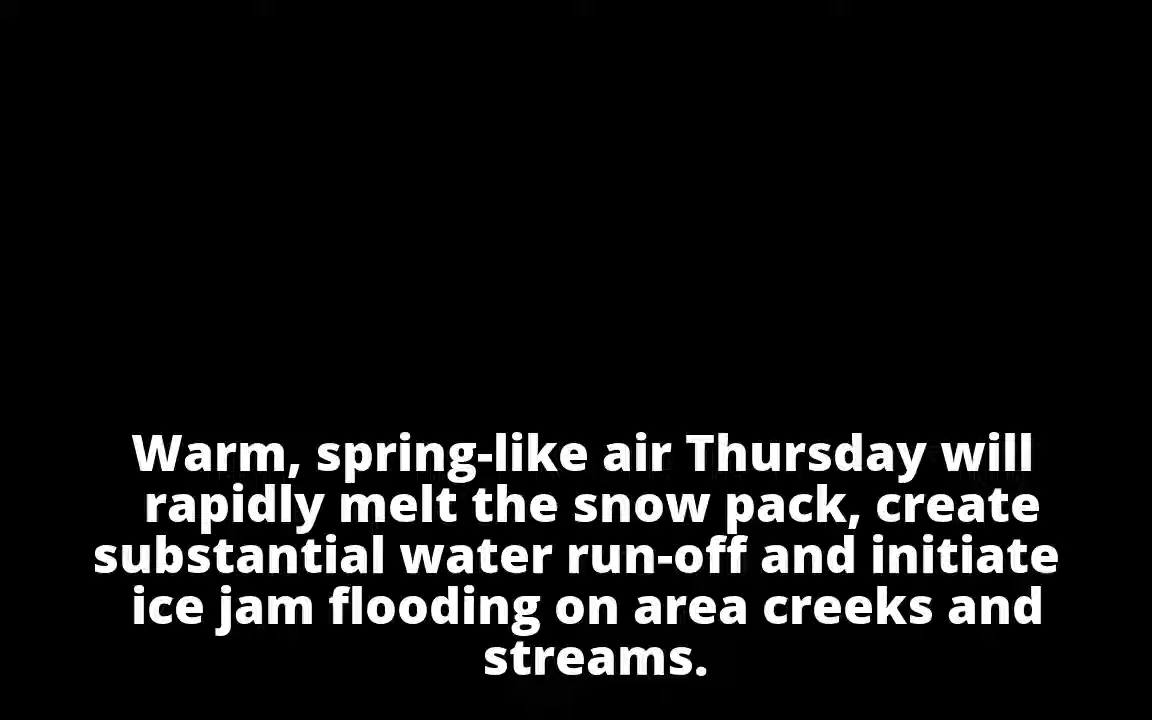 Warm, spring-like air Thursday will
rapidly melt the snow pack, create
substantial water run-off and initiate
ice jam flooding on area creeks and
streams.